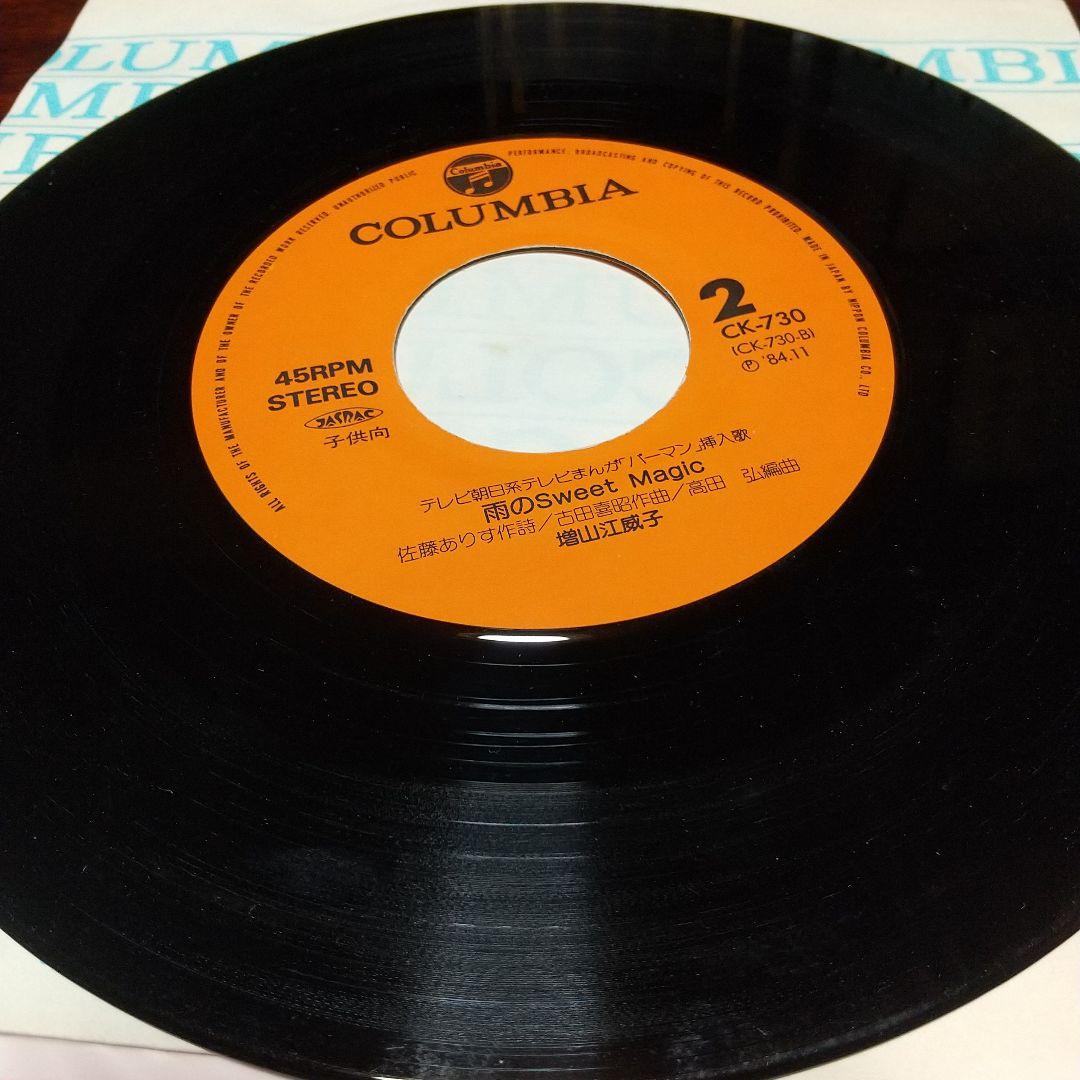 COLUMBIA
Columbia
COLUMBIA
ALL RIGHTS OF THE MANUFACTURER AND OF THE OWNER OF THE RECORDED WORK RESERVED. UNAUTHORIZED PUBLIC PERFORMANCE, BROADCASTING AND COPYING OF THIS RECORD PROHIBITED. MADE IN JAPAN BY NIPPON COLUMBIA CO., LTD
2
CK-730
(CK-730-B)
Ⓟ '84.11
45RPM
STEREO
JASRAC
子供向
テレビ朝日系テレビまんが「パーマン」挿入歌
雨のSweet Magic
佐藤ありす作詩/古田喜昭作曲/高田 弘編曲
増山江威子